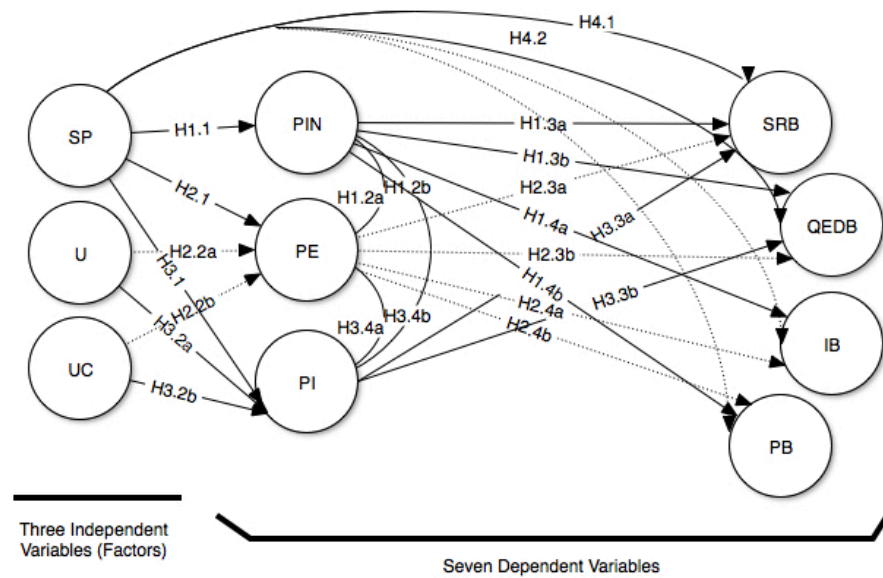 H4.1
H4.2
SP
PIN
SRB
H1.1
H1.3a
H1.3b
H2.1
H1.2a
H1.2b
H2.3a
H1.4a
H3.3a
U
PE
QEDB
H2.2a
H2.3b
H3.1
H1.4b
H3.3b
H2.2b
H2.4a
H3.2a
H3.4a
H3.4b
H2.4b
UC
PI
IB
H3.2b
PB
Three Independent
Variables (Factors)
Seven Dependent Variables